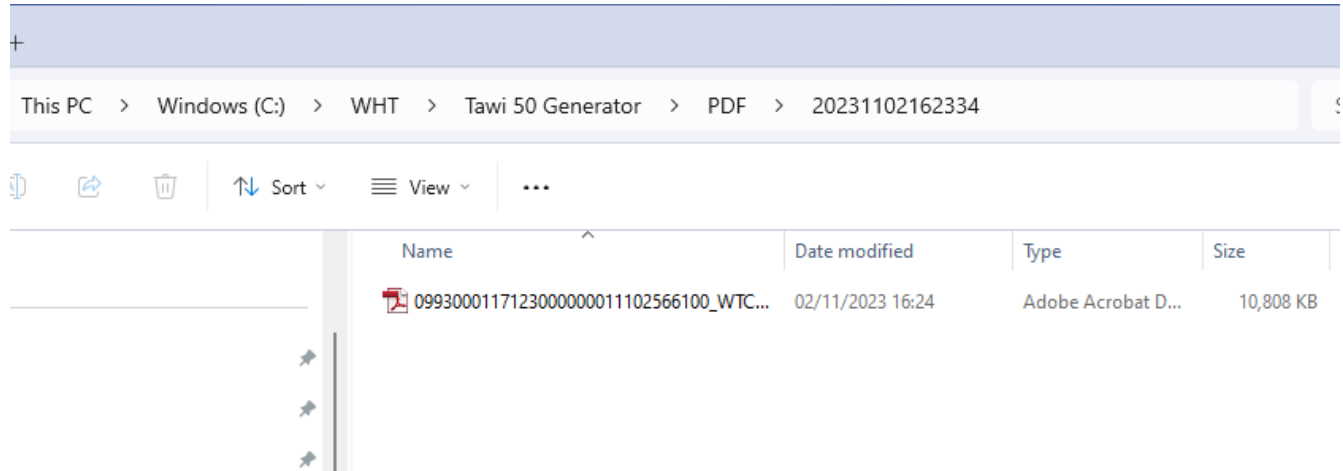 +
This PC > Windows (C:) > WHT > Tawi 50 Generator > PDF > 20231102162334
Sort View ...
Name Date modified Type Size
0993000117123000000011102566100_WTC... 02/11/2023 16:24 Adobe Acrobat D... 10,808 KB